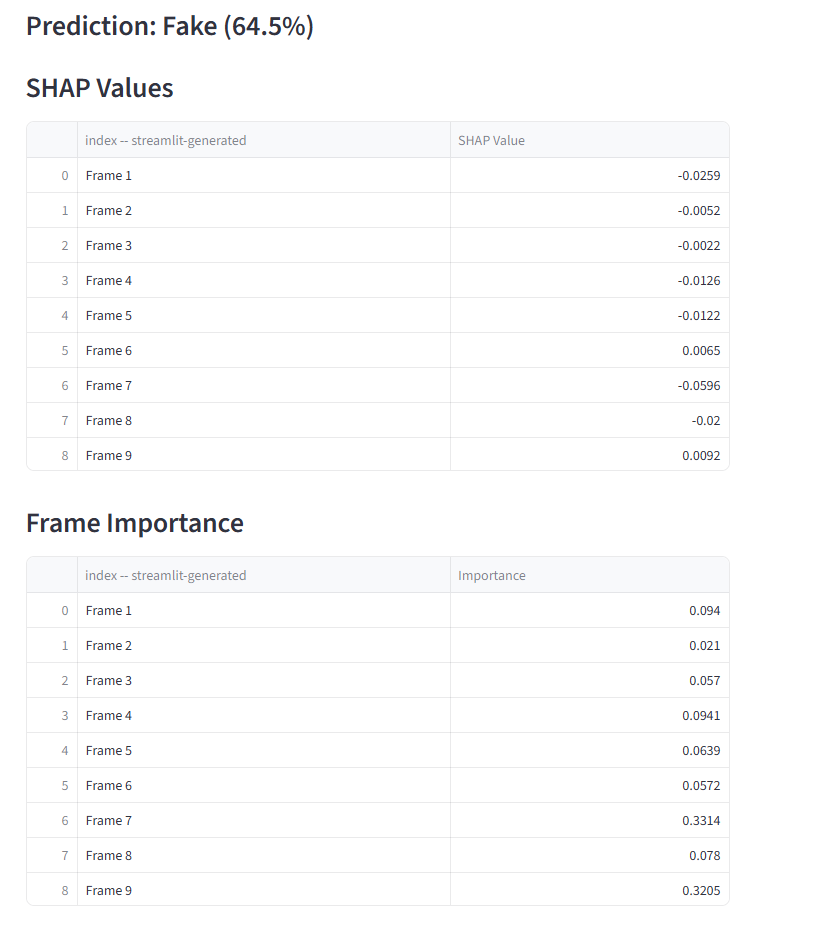 Prediction: Fake (64.5%)
SHAP Values
index -- streamlit-generated SHAP Value
0 Frame 1 -0.0259
1 Frame 2 -0.0052
2 Frame 3 -0.0022
3 Frame 4 -0.0126
4 Frame 5 -0.0122
5 Frame 6 0.0065
6 Frame 7 -0.0596
7 Frame 8 -0.02
8 Frame 9 0.0092
Frame Importance
index -- streamlit-generated Importance
0 Frame 1 0.094
1 Frame 2 0.021
2 Frame 3 0.057
3 Frame 4 0.0941
4 Frame 5 0.0639
5 Frame 6 0.0572
6 Frame 7 0.3314
7 Frame 8 0.078
8 Frame 9 0.3205